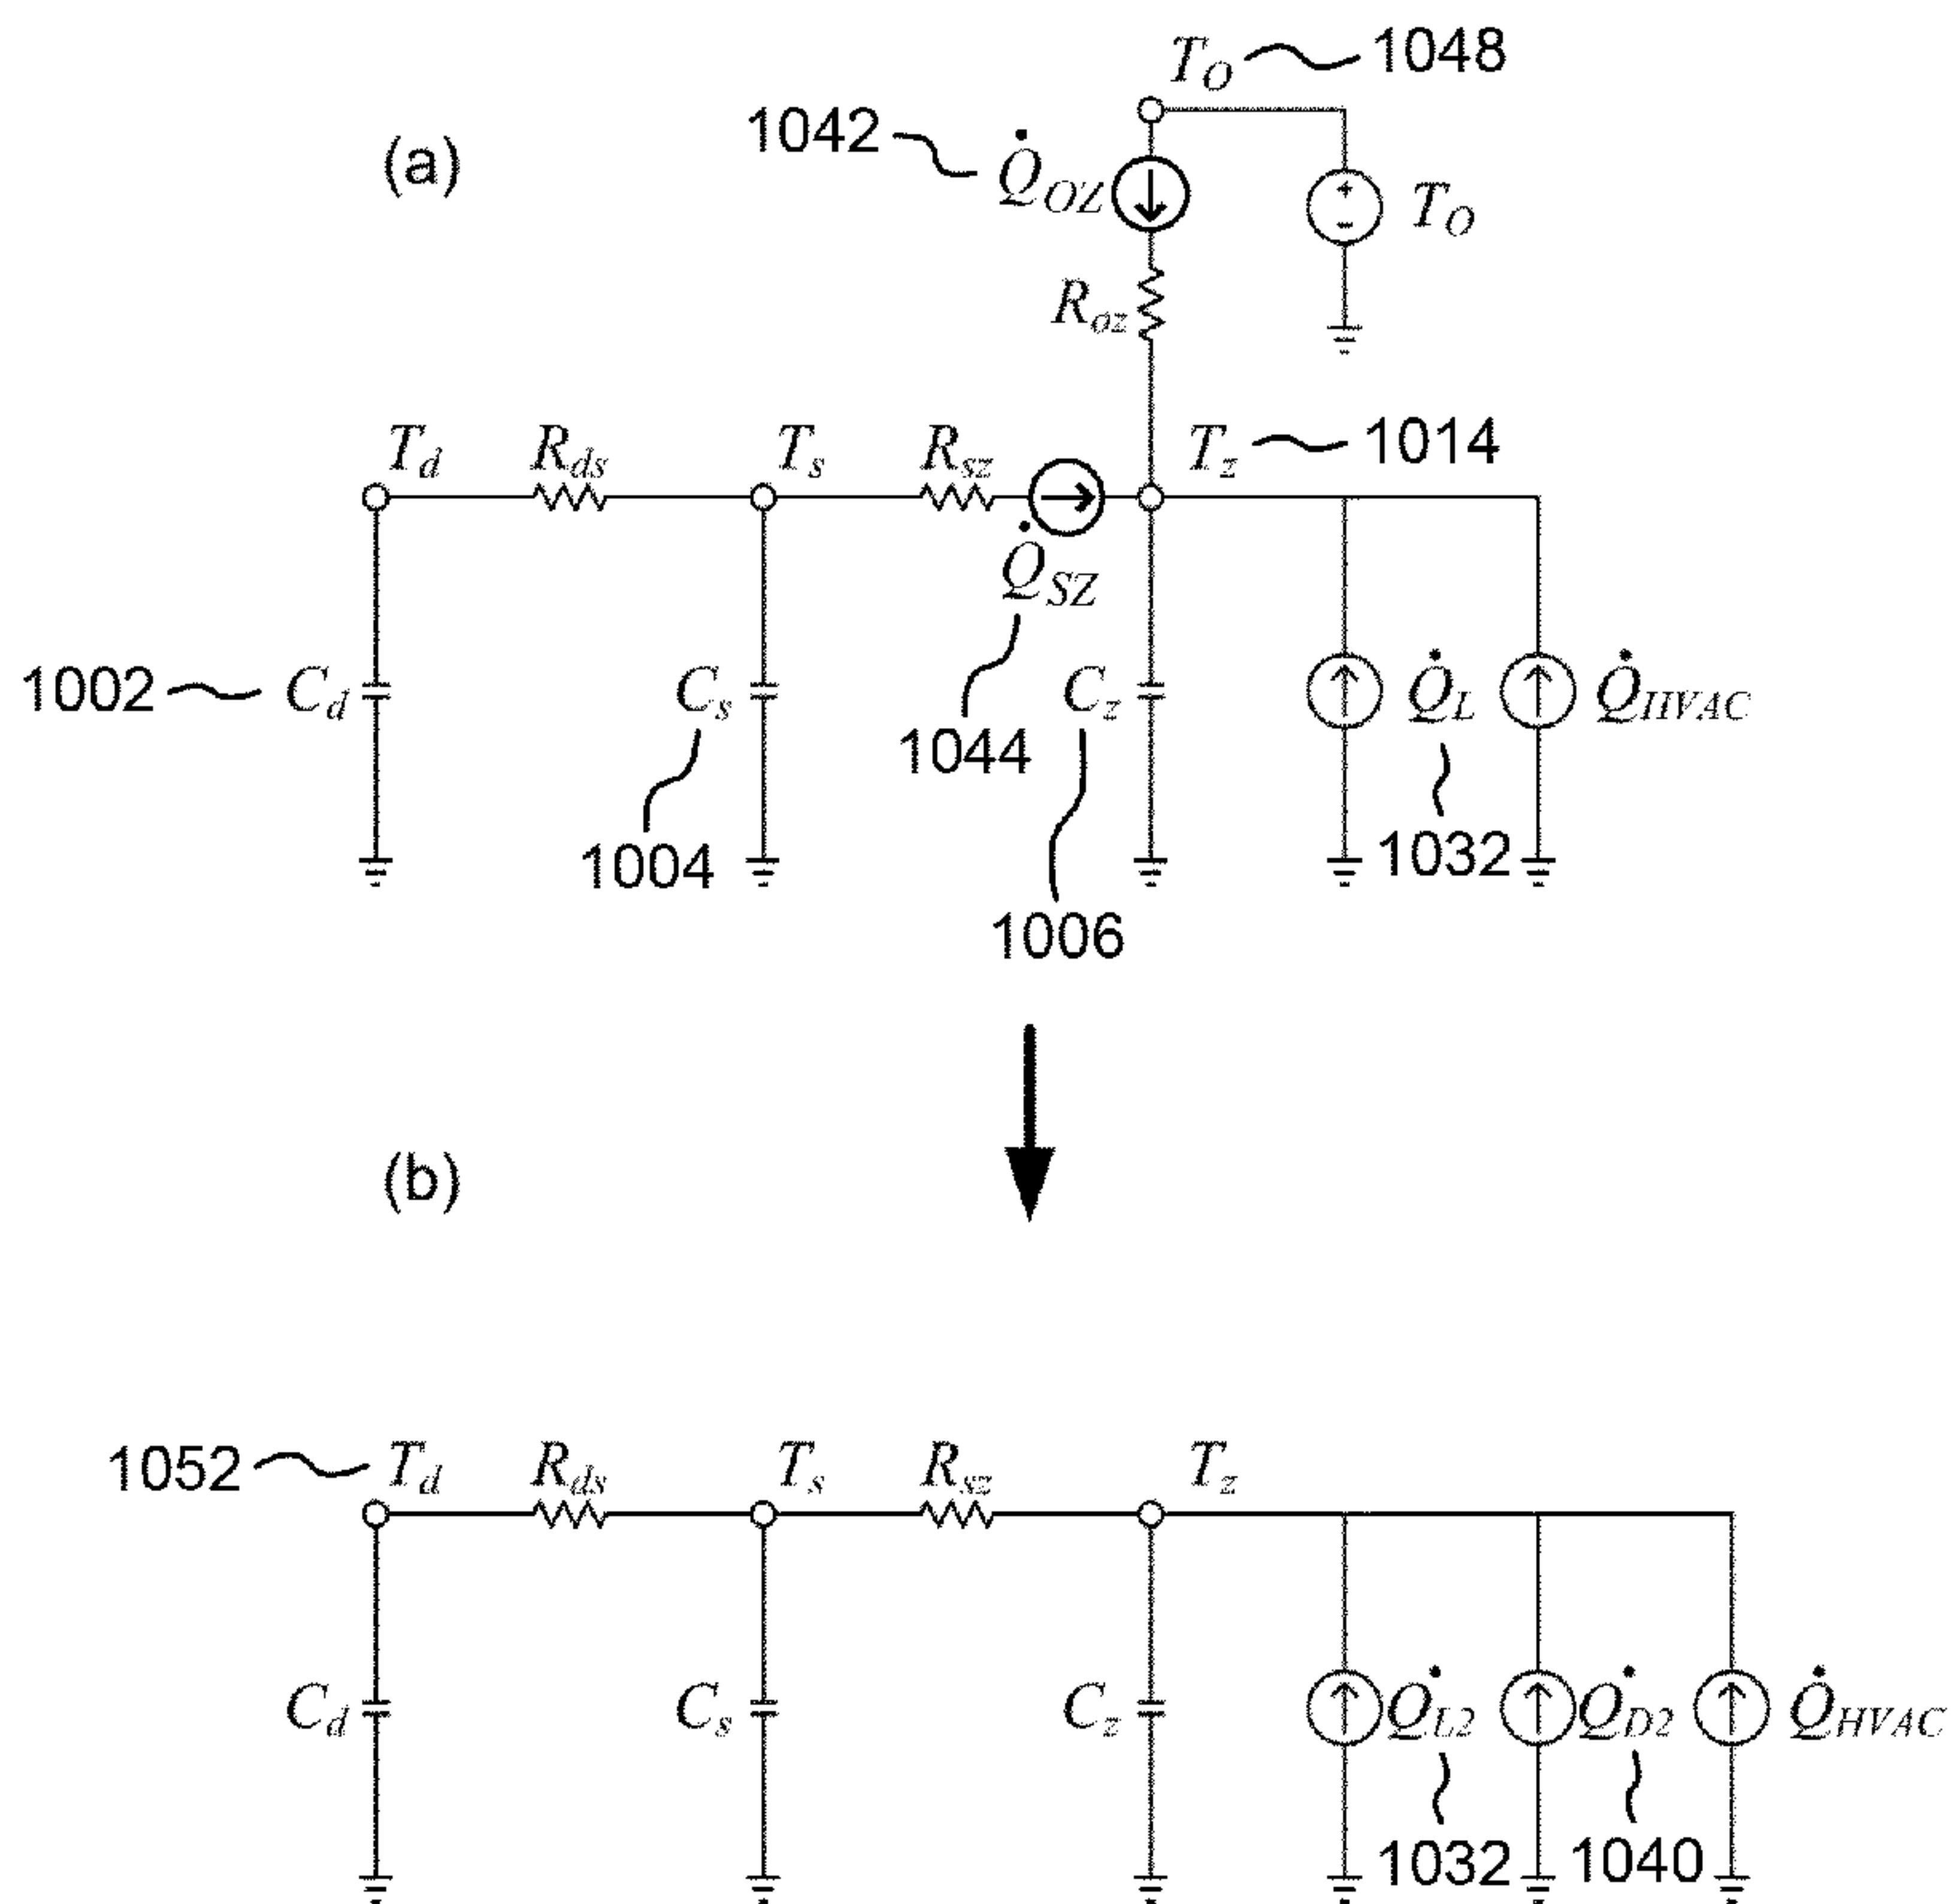 T_O 1048
1042 Q̇_OZ
(a)
+
-
T_O
R_oz
T_d R_ds T_s R_sz T_z 1014
Q̇_SZ
1002 C_d C_s C_z Q̇_L Q̇_HVAC
1044
1004 1032
1006
(b)
1052 T_d R_ds T_s R_sz T_z
C_d C_s C_z Q̇_L2 Q̇_D2 Q̇_HVAC
1032 1040